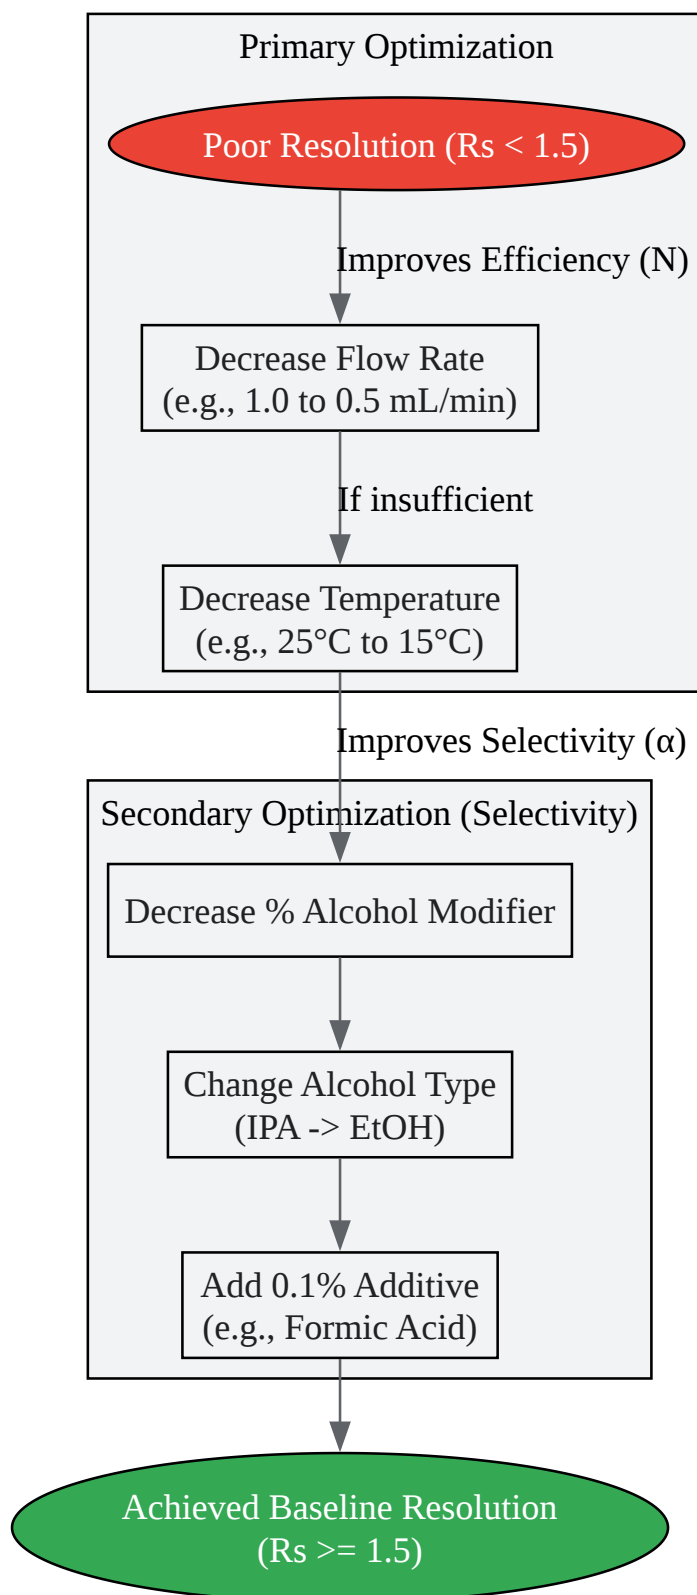 Primary Optimization
Poor Resolution (Rs < 1.5)
Improves Efficiency (N)
Decrease Flow Rate
(e.g., 1.0 to 0.5 mL/min)
If insufficient
Decrease Temperature
(e.g., 25°C to 15°C)
Improves Selectivity (α)
Secondary Optimization (Selectivity)
Decrease % Alcohol Modifier
Change Alcohol Type
(IPA -> EtOH)
Add 0.1% Additive
(e.g., Formic Acid)
Achieved Baseline Resolution
(Rs >= 1.5)